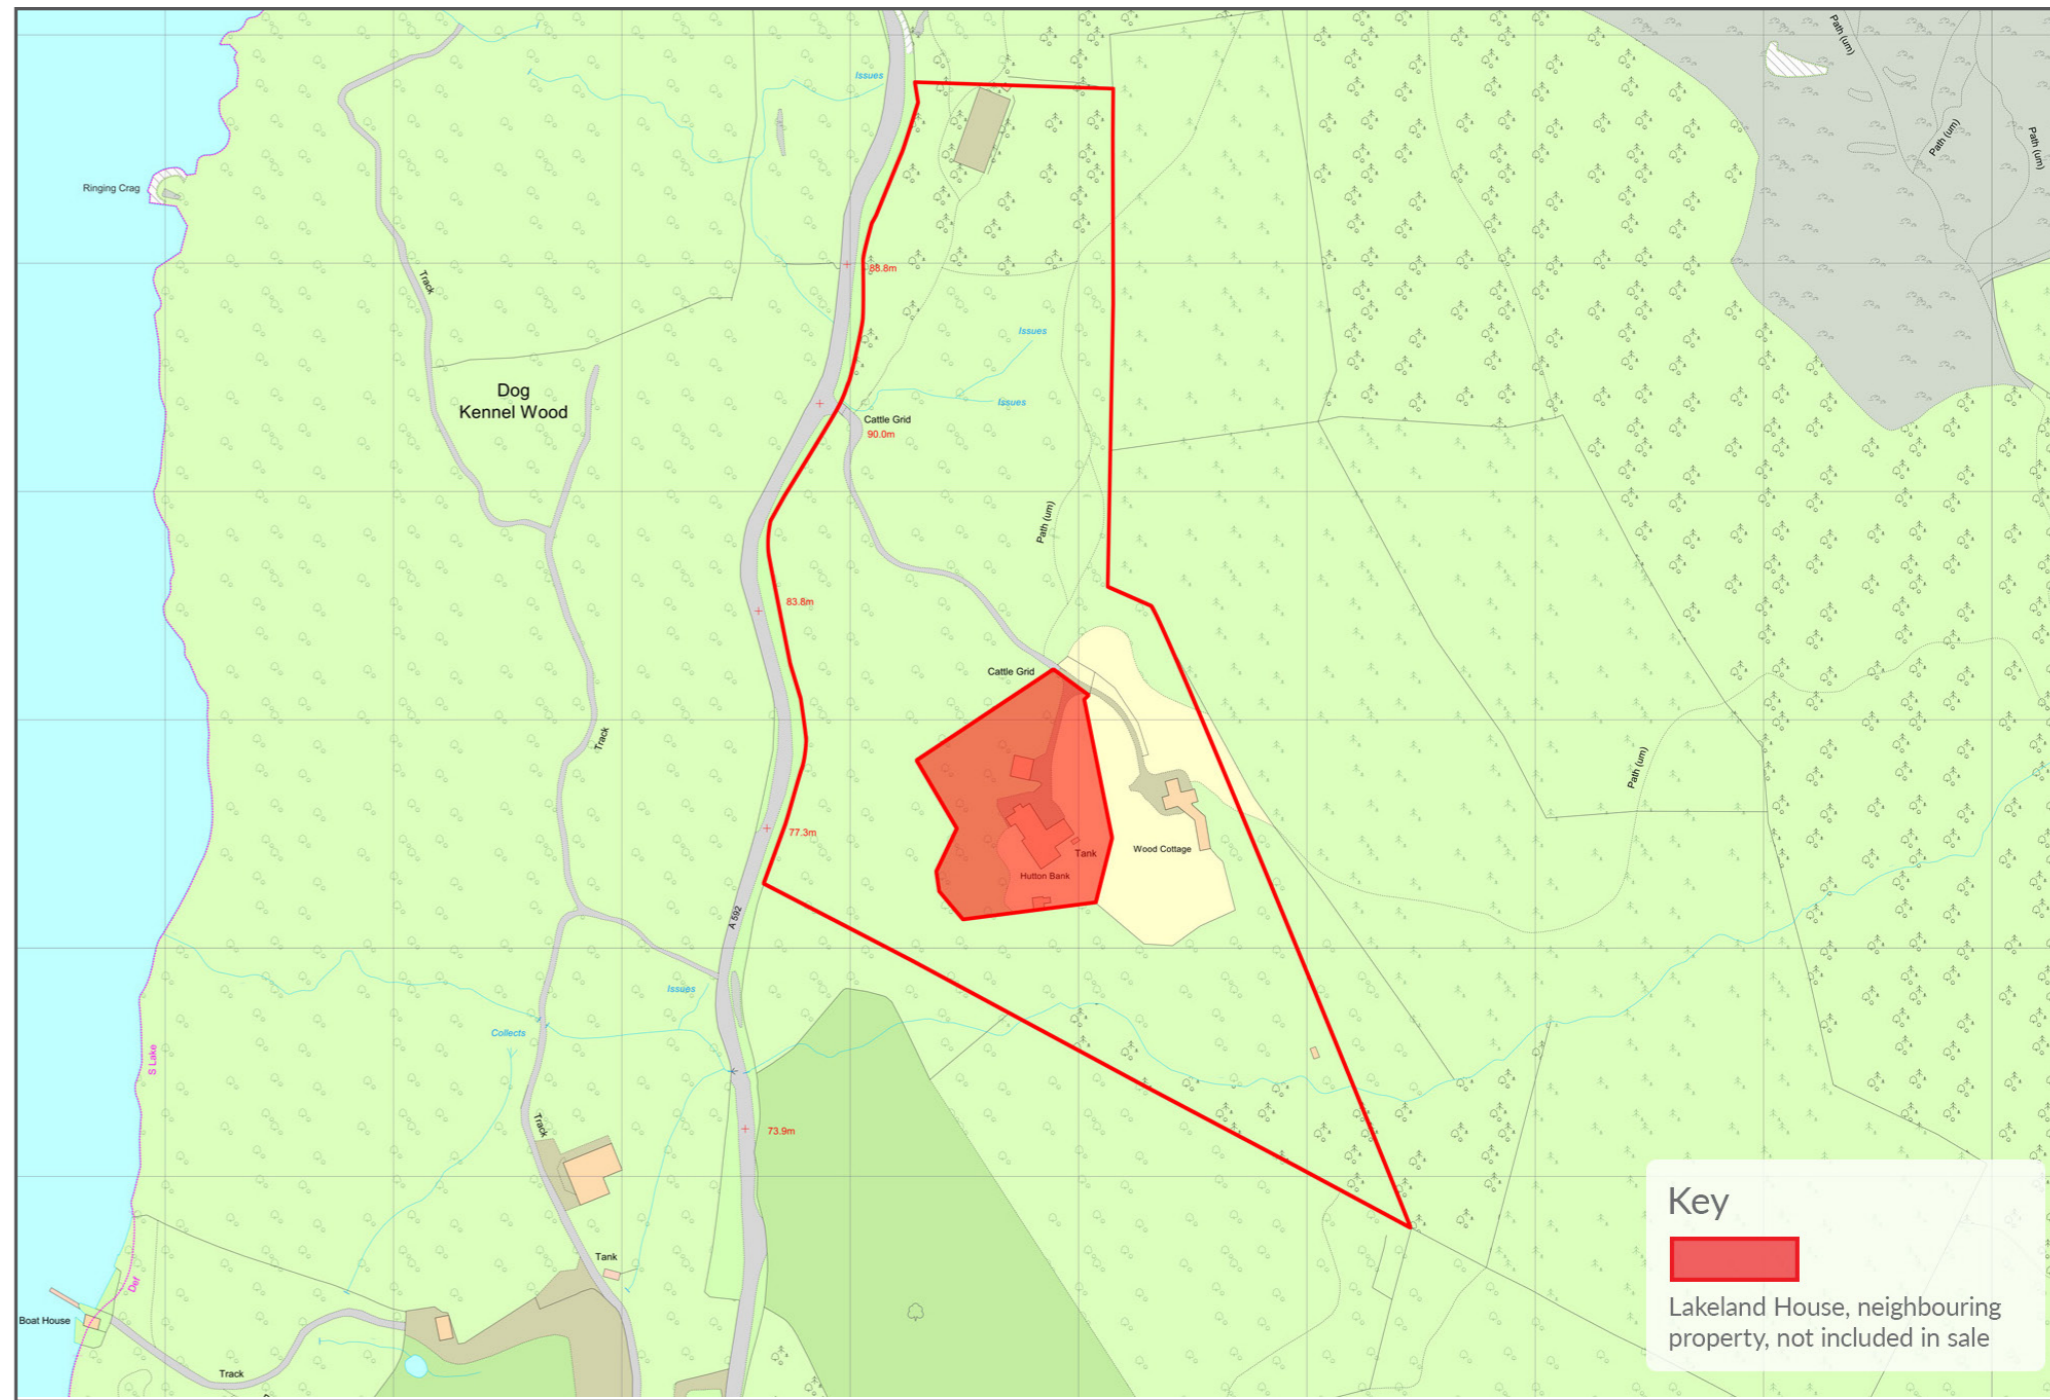 Path (um)
Issues
Path (um)
Path (um)
Ringing Crag
88.8m
Track
Issues
Dog
Kennel Wood
Issues
Cattle Grid
90.0m
Path (um)
83.8m
Cattle Grid
Track
Path (um)
77.3m
Wood Cottage
Tank
Hutton Bank
A 592
Issues
Collects
S Lake
73.9m
Track
Tank
Def
Boat House
Track
Key
Lakeland House, neighbouring
property, not included in sale